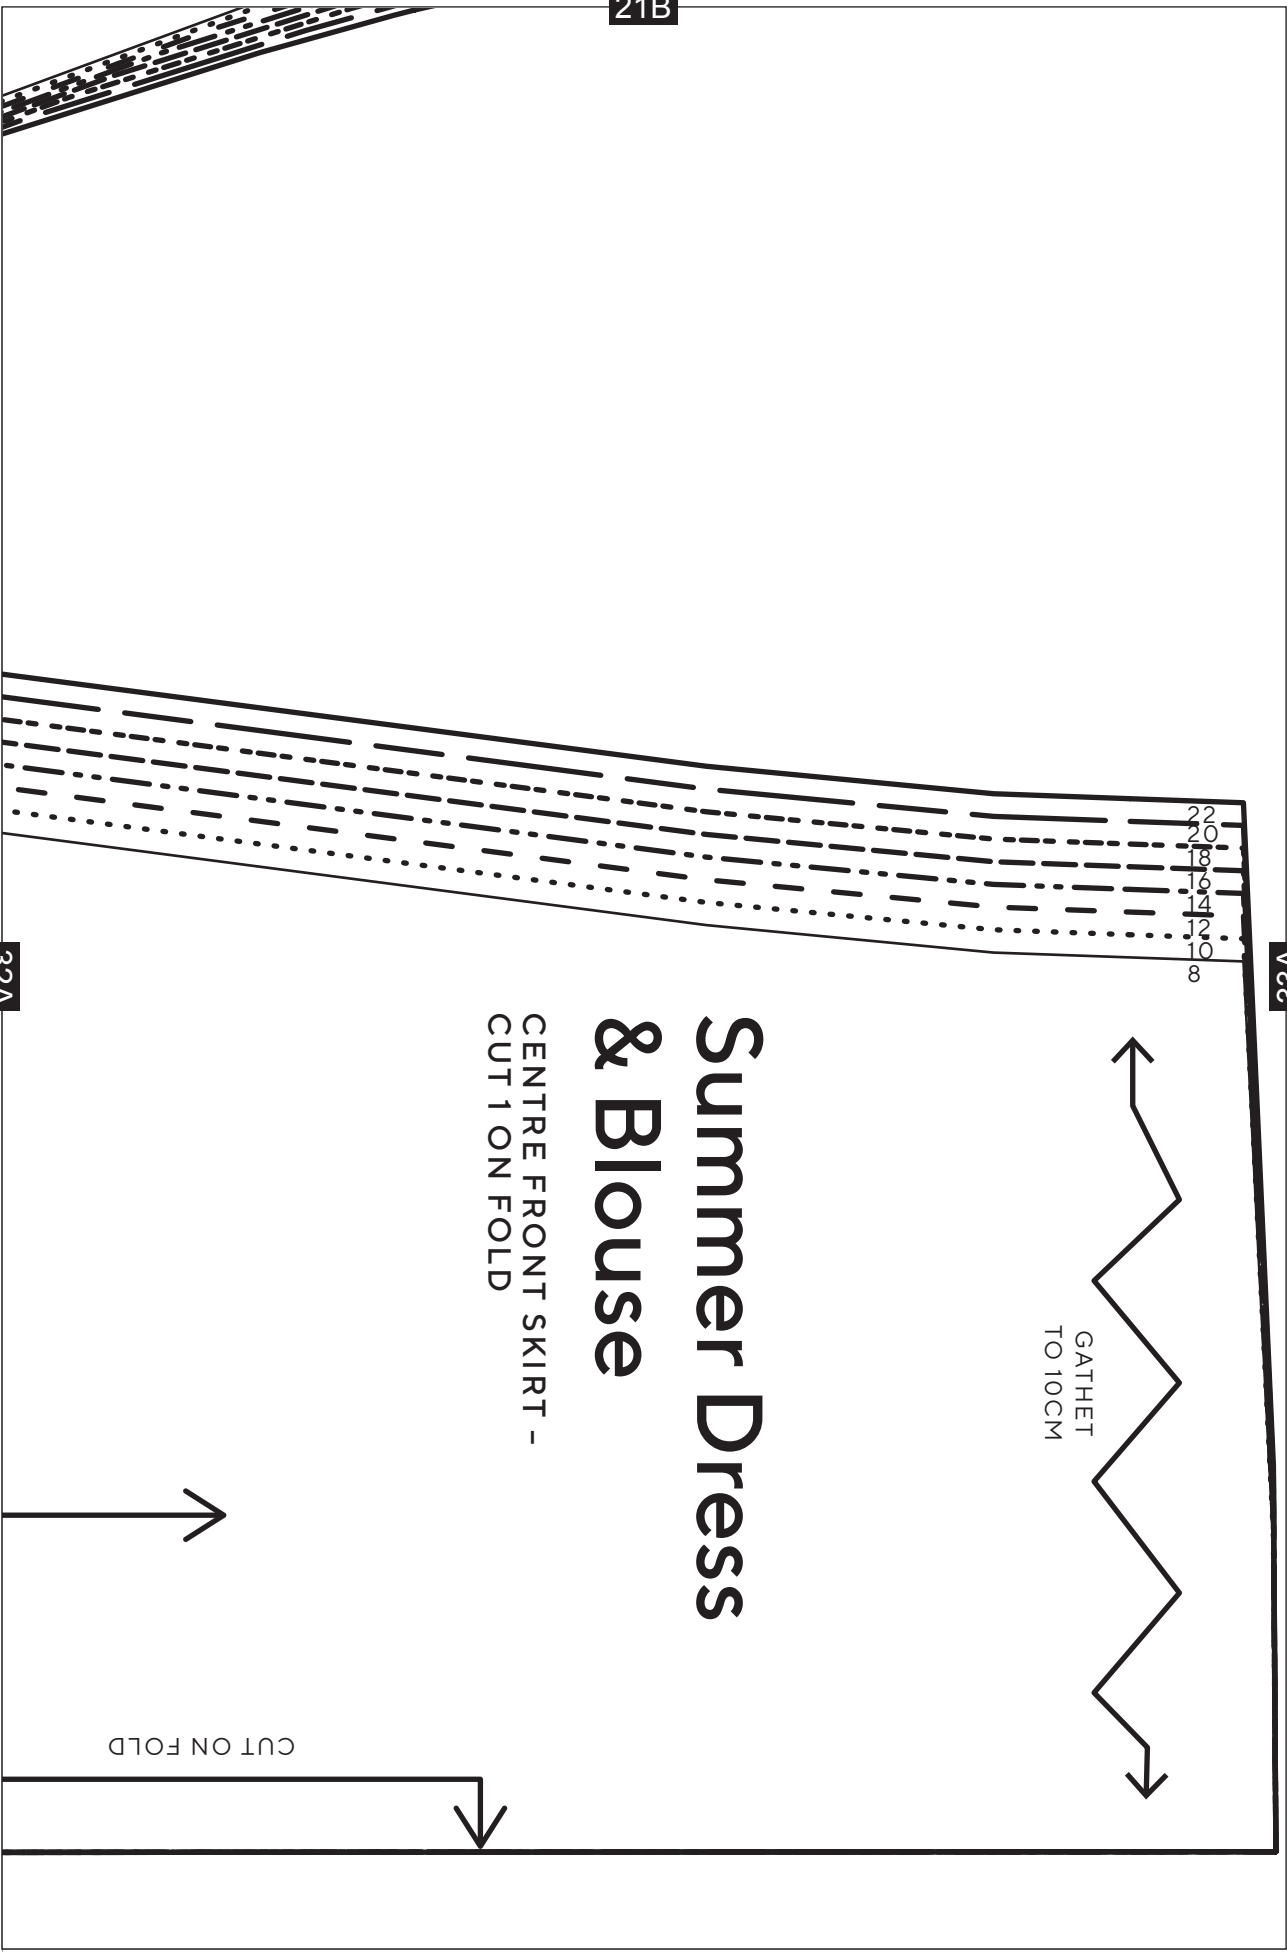 21B
22
20
18
16
14
12
10
8
Summer Dress
& Blouse
CENTRE FRONT SKIRT -
CUT 1 ON FOLD
GATHET
TO 10CM
CUT ON FOLD